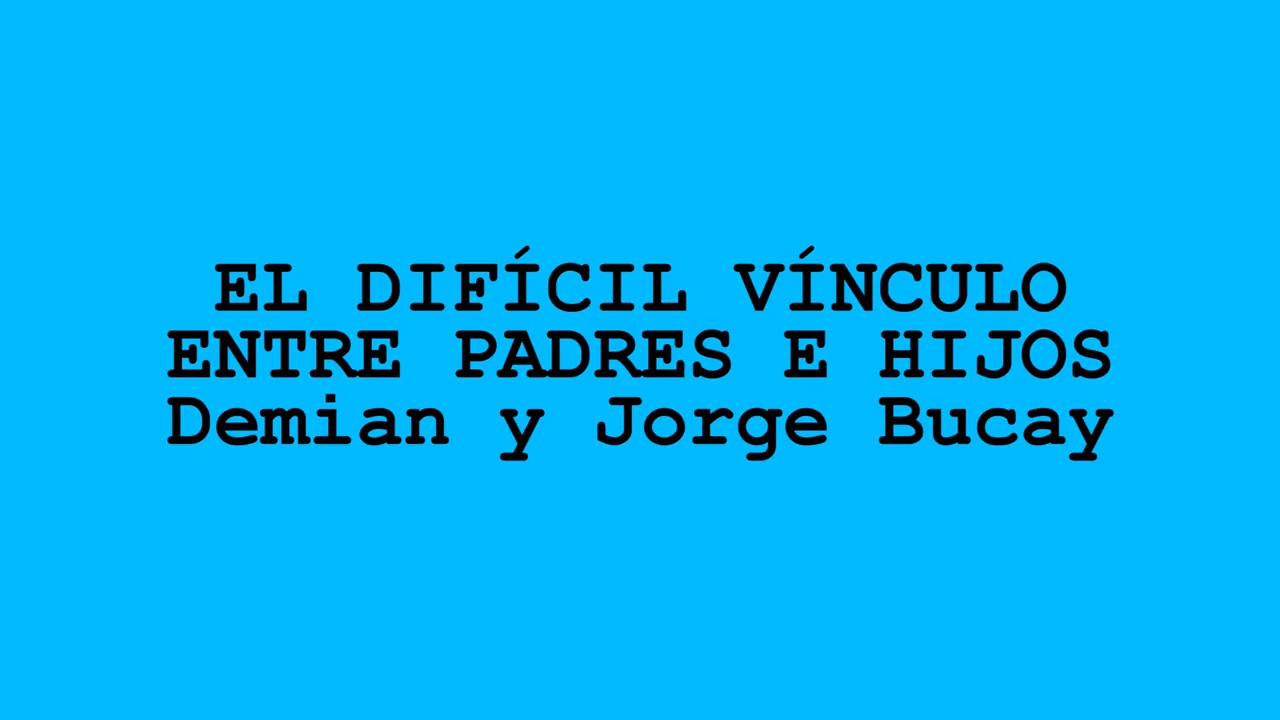 EL DIFÍCIL VÍNCULO
ENTRE PADRES E HIJOS
Demian y Jorge Bucay